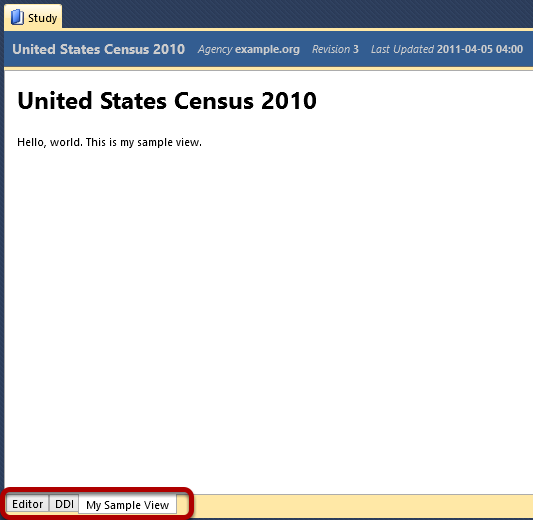 Study
United States Census 2010 Agency example.org Revision 3 Last Updated 2011-04-05 04:00
United States Census 2010
Hello, world. This is my sample view.
Editor DDI My Sample View